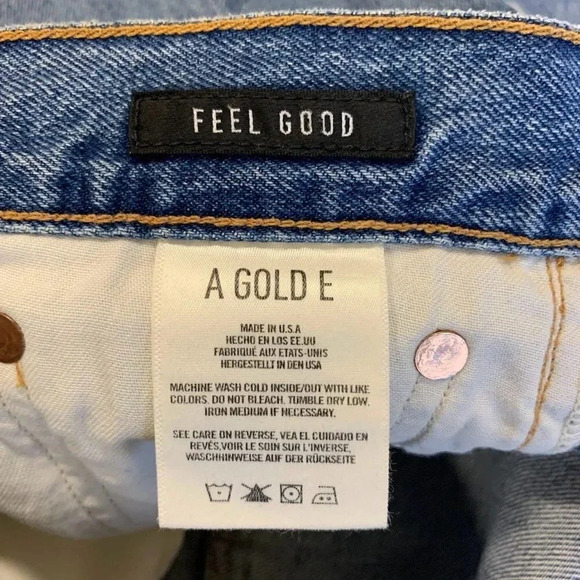 FEEL GOOD
A GOLD E
MADE IN U.S.A
HECHO EN LOS EE.UU
FABRIQUÉ AUX ETATS-UNIS
HERGESTELLT IN DEN USA
MACHINE WASH COLD INSIDE/OUT WITH LIKE
COLORS. DO NOT BLEACH. TUMBLE DRY LOW.
IRON MEDIUM IF NECESSARY.
SEE CARE ON REVERSE, VEA EL CUIDADO EN
REVÉS,VOIR LE SOIN SUR L'INVERSE,
WASCHHINWEISE AUF DER RÜCKSEITE